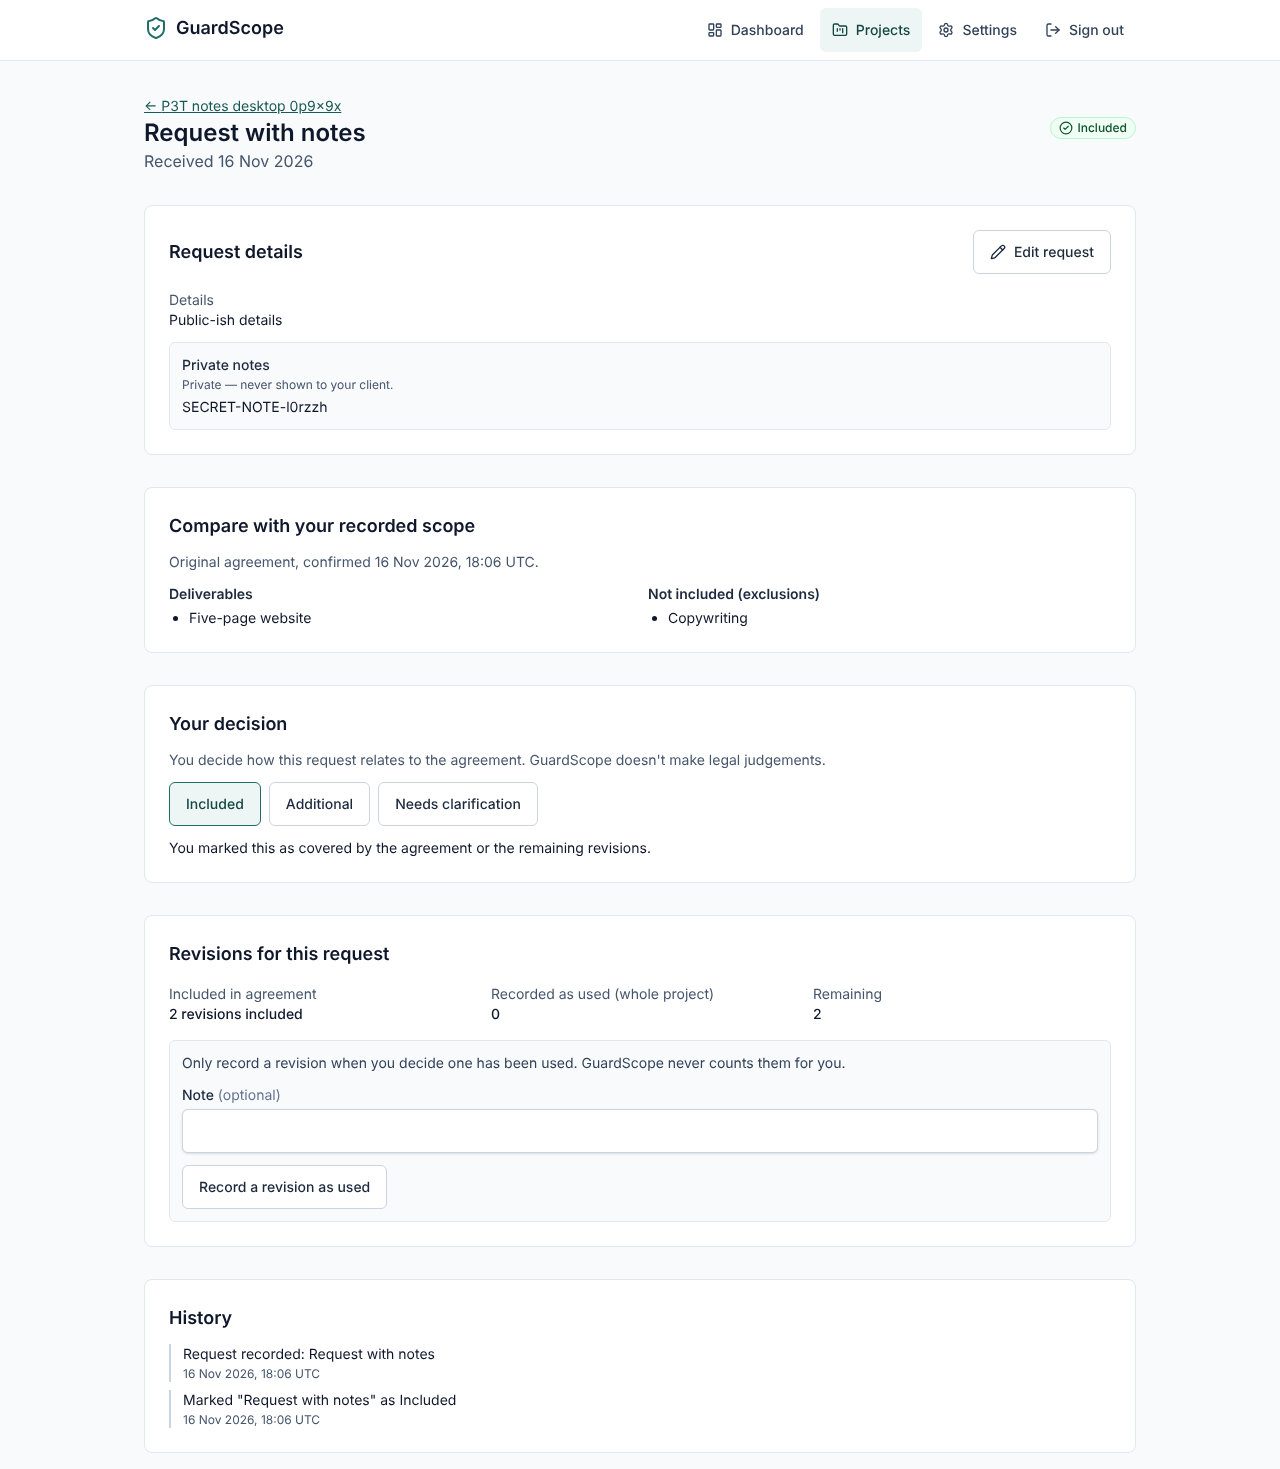 GuardScope
Dashboard
Projects
Settings
Sign out
← P3T notes desktop 0p9x9x
Request with notes
Included
Received 16 Nov 2026
Request details
Edit request
Details
Public-ish details
Private notes
Private — never shown to your client.
SECRET-NOTE-l0rzzh
Compare with your recorded scope
Original agreement, confirmed 16 Nov 2026, 18:06 UTC.
Deliverables
• Five-page website
Not included (exclusions)
• Copywriting
Your decision
You decide how this request relates to the agreement. GuardScope doesn't make legal judgements.
Included
Additional
Needs clarification
You marked this as covered by the agreement or the remaining revisions.
Revisions for this request
Included in agreement
2 revisions included
Recorded as used (whole project)
0
Remaining
2
Only record a revision when you decide one has been used. GuardScope never counts them for you.
Note (optional)
Record a revision as used
History
Request recorded: Request with notes
16 Nov 2026, 18:06 UTC
Marked "Request with notes" as Included
16 Nov 2026, 18:06 UTC